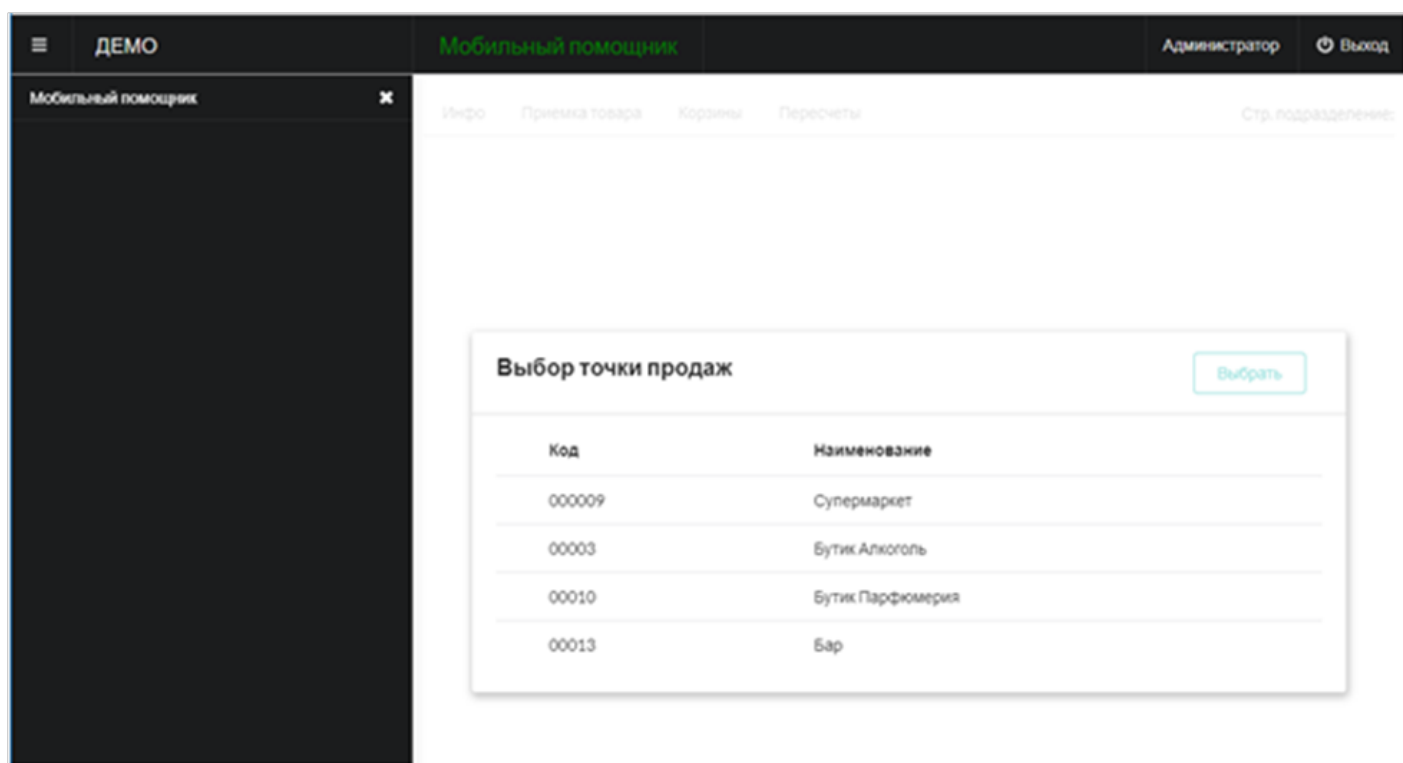 ≡ ДЕМО Мобильный помощник Администратор Выход
Мобильный помощник ✖
Инфо Приемка товара Корзины Пересчеты Стр. подразделение:
Выбор точки продаж Выбрать
Код Наименование
000009 Супермаркет
00003 Бутик Алкоголь
00010 Бутик Парфюмерия
00013 Бар